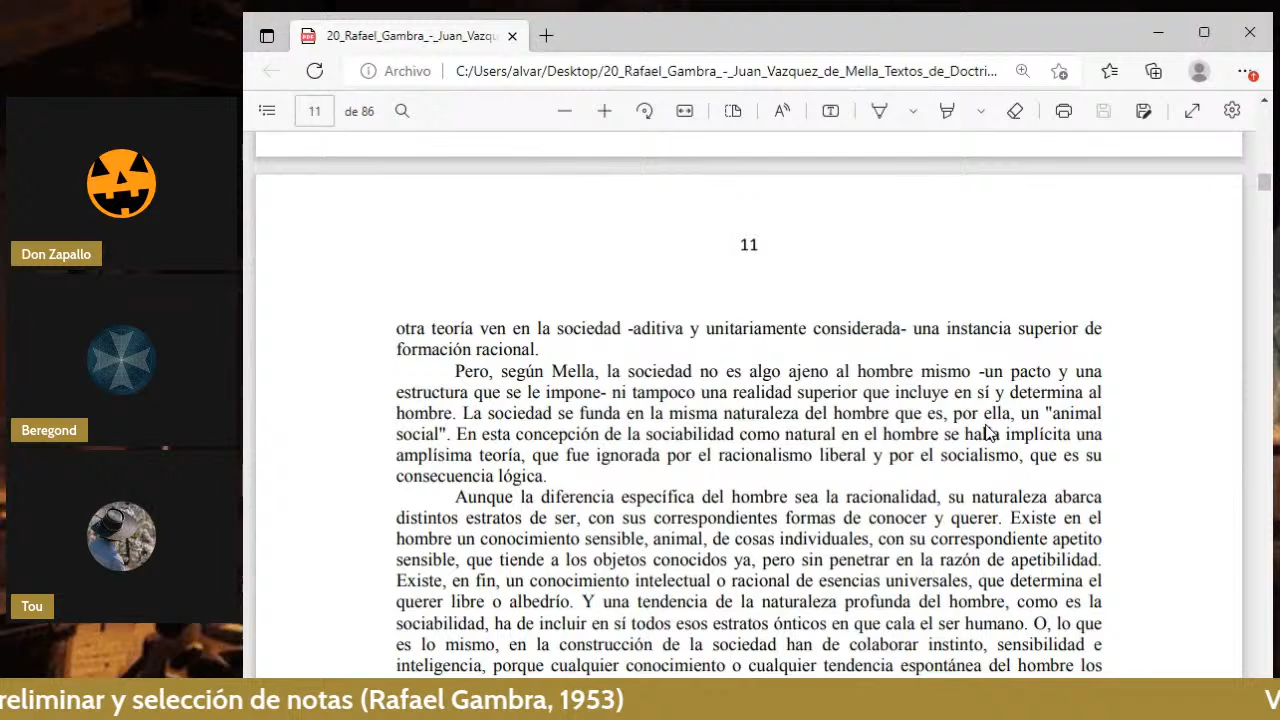 20_Rafael_Gambra_-_Juan_Vazqu
Archivo
C:/Users/alvar/Desktop/20_Rafael_Gambra_-_Juan_Vazquez_de_Mella_Textos_de_Doctri...
11 de 86
Don Zapallo
Beregond
Tou
11
otra teoría ven en la sociedad -aditiva y unitariamente considerada- una instancia superior de
formación racional.
Pero, según Mella, la sociedad no es algo ajeno al hombre mismo -un pacto y una
estructura que se le impone- ni tampoco una realidad superior que incluye en sí y determina al
hombre. La sociedad se funda en la misma naturaleza del hombre que es, por ella, un "animal
social". En esta concepción de la sociabilidad como natural en el hombre se halla implícita una
amplísima teoría, que fue ignorada por el racionalismo liberal y por el socialismo, que es su
consecuencia lógica.
Aunque la diferencia específica del hombre sea la racionalidad, su naturaleza abarca
distintos estratos de ser, con sus correspondientes formas de conocer y querer. Existe en el
hombre un conocimiento sensible, animal, de cosas individuales, con su correspondiente apetito
sensible, que tiende a los objetos conocidos ya, pero sin penetrar en la razón de apetibilidad.
Existe, en fin, un conocimiento intelectual o racional de esencias universales, que determina el
querer libre o albedrío. Y una tendencia de la naturaleza profunda del hombre, como es la
sociabilidad, ha de incluir en sí todos esos estratos ónticos en que cala el ser humano. O, lo que
es lo mismo, en la construcción de la sociedad han de colaborar instinto, sensibilidad e
inteligencia, porque cualquier conocimiento o cualquier tendencia espontánea del hombre los
reliminar y selección de notas (Rafael Gambra, 1953)
V